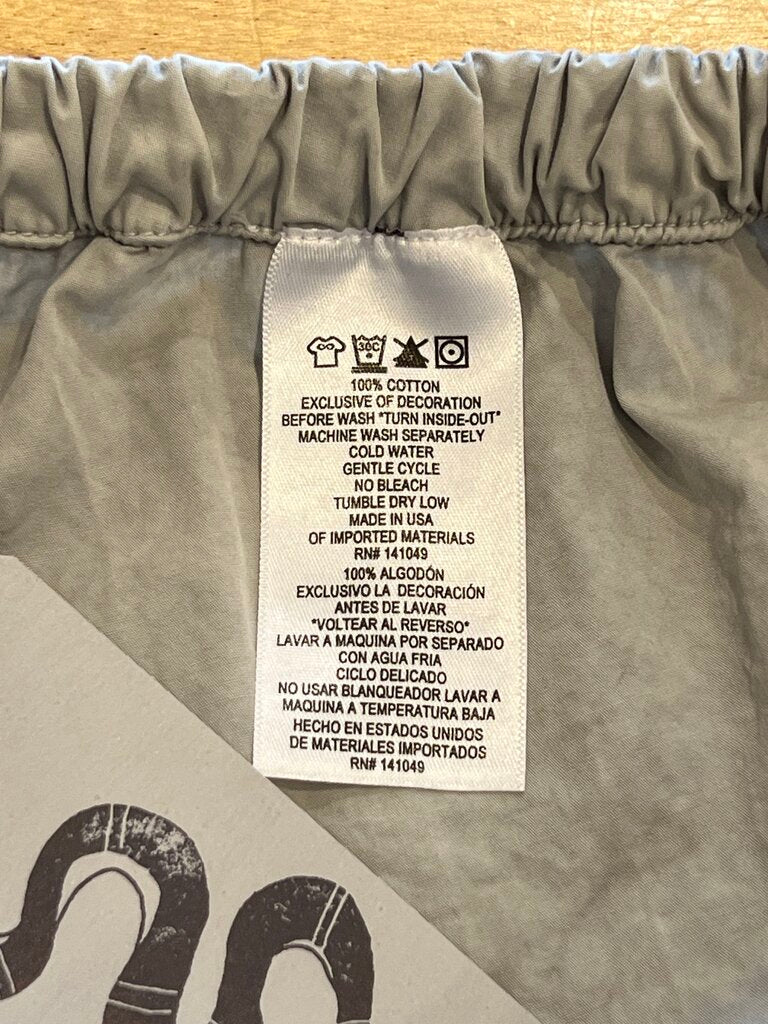 30C
100% COTTON
EXCLUSIVE OF DECORATION
BEFORE WASH "TURN INSIDE-OUT"
MACHINE WASH SEPARATELY
COLD WATER
GENTLE CYCLE
NO BLEACH
TUMBLE DRY LOW
MADE IN USA
OF IMPORTED MATERIALS
RN# 141049
100% ALGODÓN
EXCLUSIVO LA DECORACIÓN
ANTES DE LAVAR
"VOLTEAR AL REVERSO"
LAVAR A MAQUINA POR SEPARADO
CON AGUA FRIA
CICLO DELICADO
NO USAR BLANQUEADOR LAVAR A
MAQUINA A TEMPERATURA BAJA
HECHO EN ESTADOS UNIDOS
DE MATERIALES IMPORTADOS
RN# 141049